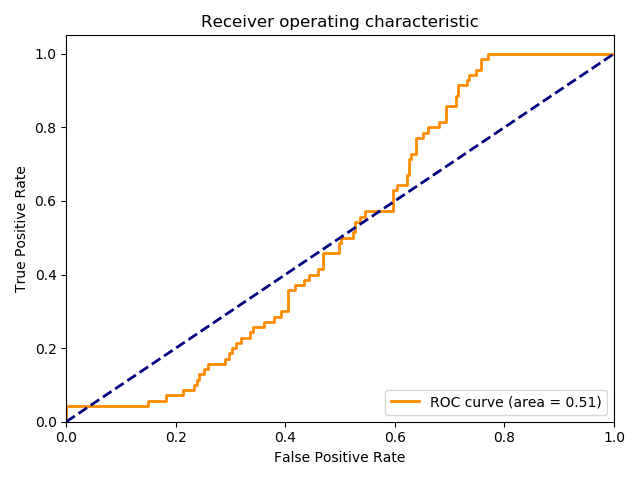 Receiver operating characteristic
True Positive Rate
1.0
0.8
0.6
0.4
0.2
0.0
ROC curve (area = 0.51)
0.0 0.2 0.4 0.6 0.8 1.0
False Positive Rate